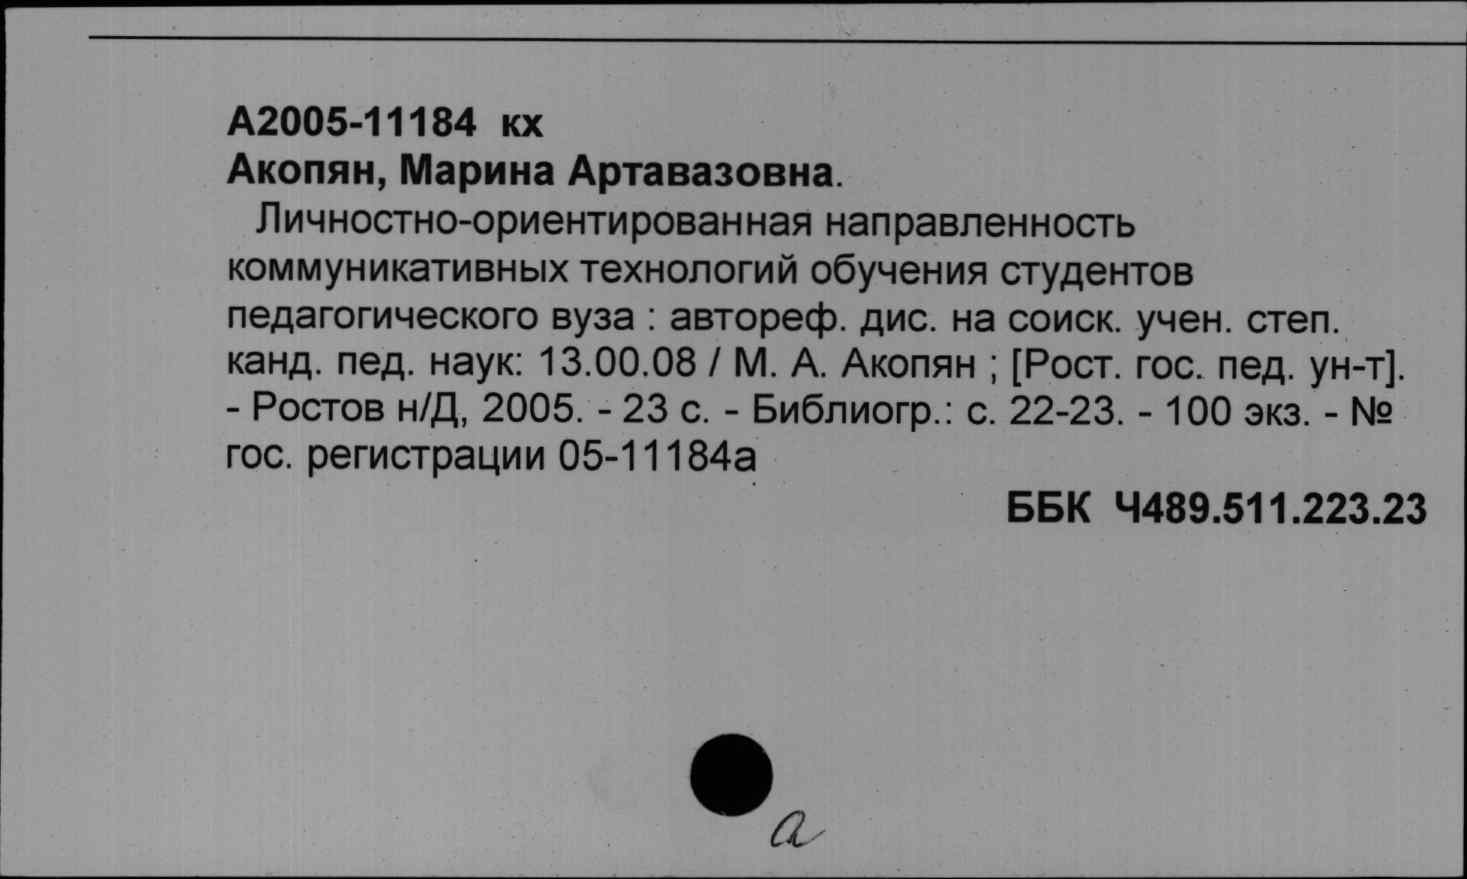 А2005-11184 кх
Акопян, Марина Артавазовна.
Личностно-ориентированная направленность
коммуникативных технологий обучения студентов
педагогического вуза : автореф. дис. на соиск. учен. степ.
канд. пед. наук: 13.00.08 / М. А. Акопян ; [Рост. гос. пед. ун-т].
- Ростов н/Д, 2005. - 23 с. - Библиогр.: с. 22-23. - 100 экз. - №
гос. регистрации 05-11184а
ББК Ч489.511.223.23
а